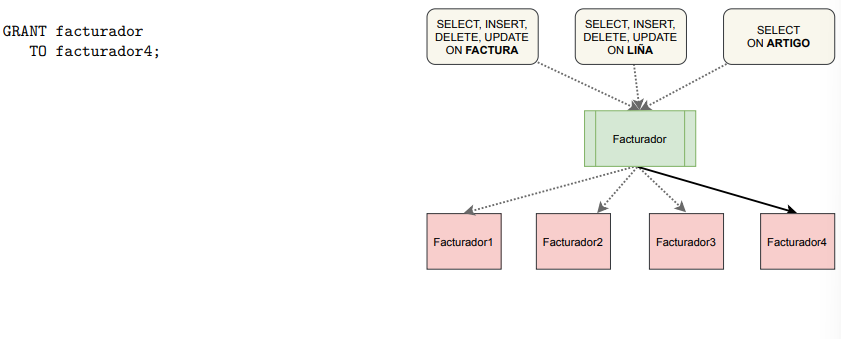 GRANT facturador
TO facturador4;
SELECT, INSERT,
DELETE, UPDATE
ON FACTURA
SELECT, INSERT,
DELETE, UPDATE
ON LIÑA
SELECT
ON ARTIGO
Facturador
Facturador1
Facturador2
Facturador3
Facturador4